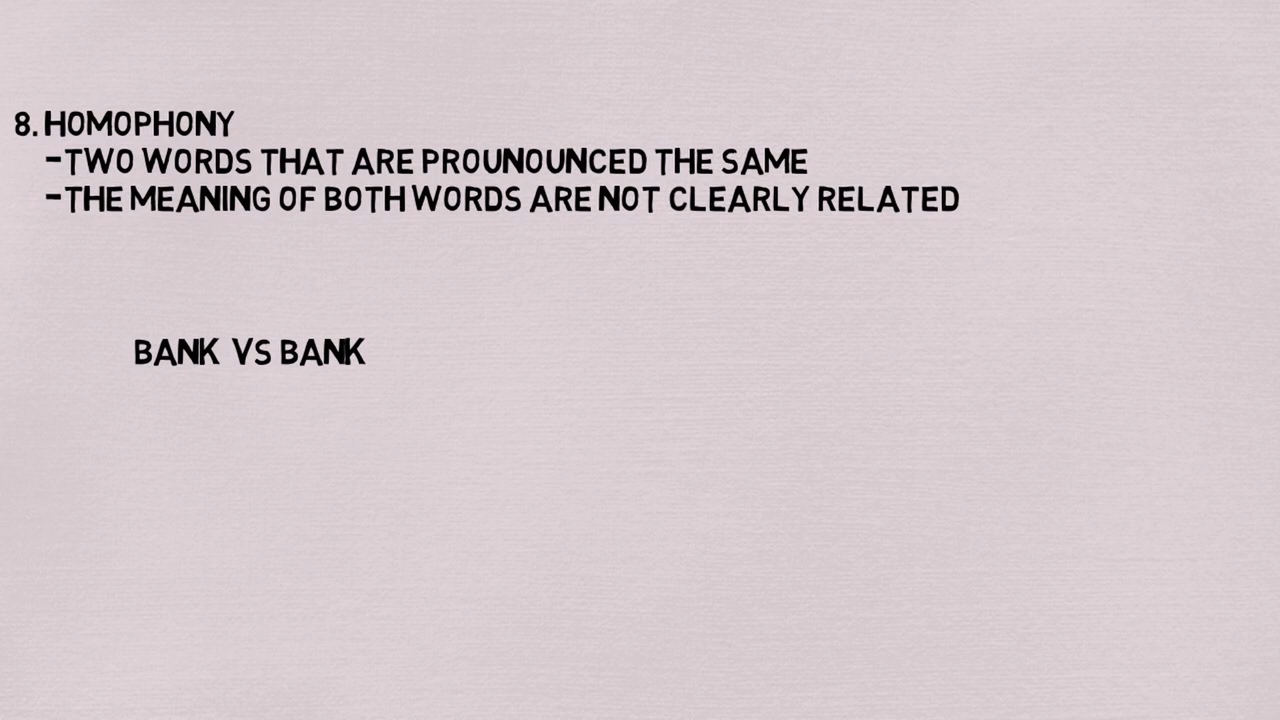 8. HOMOPHONY
-TWO WORDS THAT ARE PROUNOUNCED THE SAME
-THE MEANING OF BOTH WORDS ARE NOT CLEARLY RELATED
BANK VS BANK